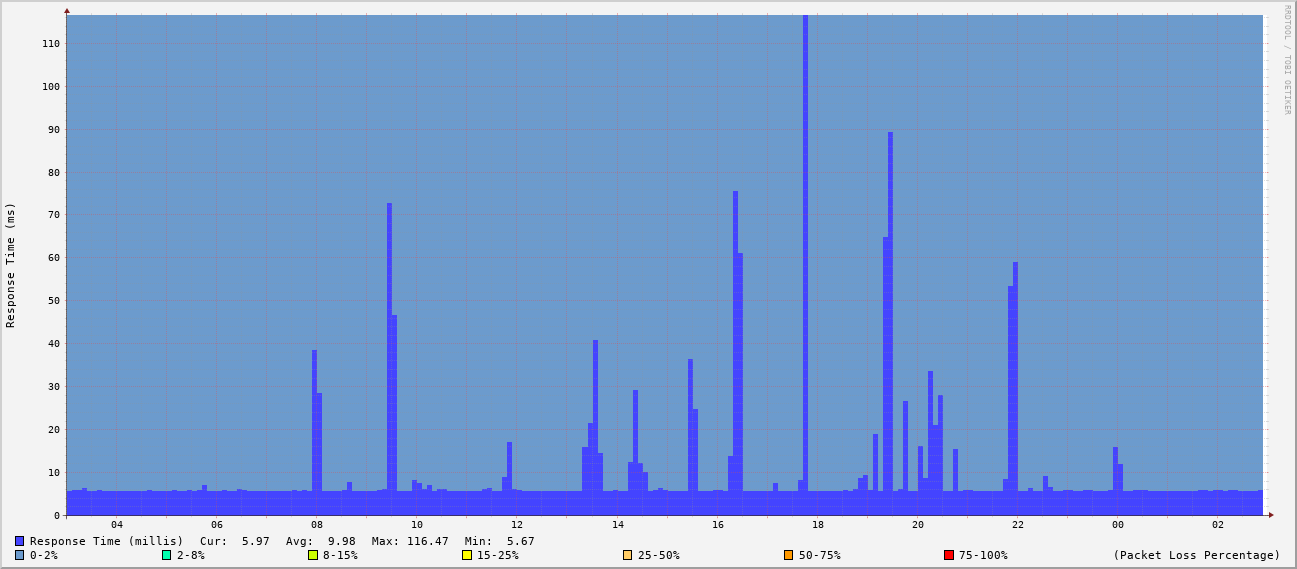 RRDTOOL / TOBI OETIKER
Response Time (ms)
110
100
90
80
70
60
50
40
30
20
10
0
04 06 08 10 12 14 16 18 20 22 00 02
Response Time (millis) Cur: 5.97 Avg: 9.98 Max: 116.47 Min: 5.67
0-2% 2-8% 8-15% 15-25% 25-50% 50-75% 75-100% (Packet Loss Percentage)